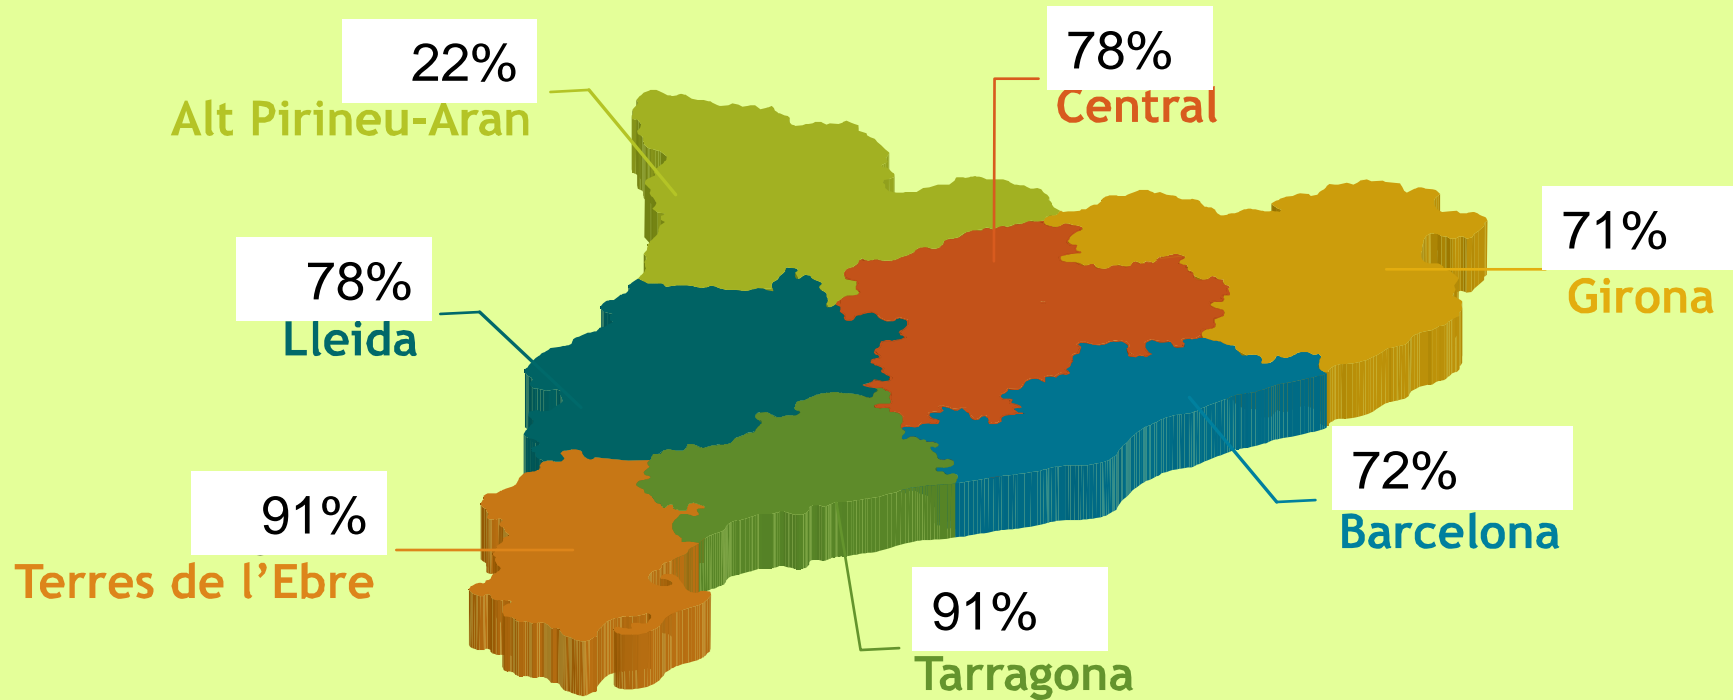 22%
Alt Pirineu-Aran
78%
Central
71%
Girona
78%
Lleida
91%
Terres de l’Ebre
72%
Barcelona
91%
Tarragona